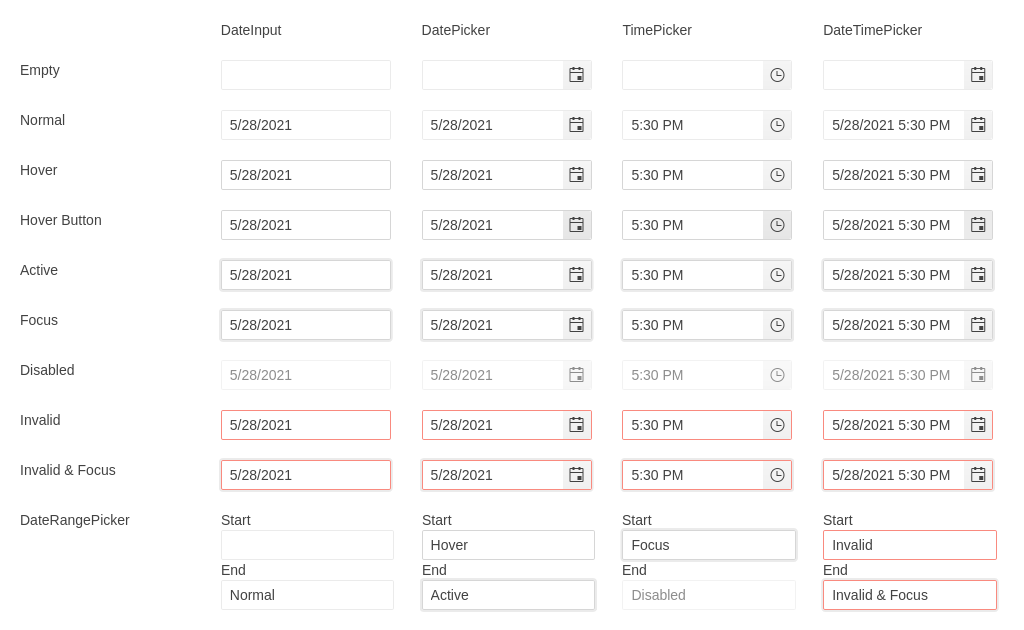 DateInput DatePicker TimePicker DateTimePicker
Empty
Normal 5/28/2021 5/28/2021 5:30 PM 5/28/2021 5:30 PM
Hover 5/28/2021 5/28/2021 5:30 PM 5/28/2021 5:30 PM
Hover Button 5/28/2021 5/28/2021 5:30 PM 5/28/2021 5:30 PM
Active 5/28/2021 5/28/2021 5:30 PM 5/28/2021 5:30 PM
Focus 5/28/2021 5/28/2021 5:30 PM 5/28/2021 5:30 PM
Disabled 5/28/2021 5/28/2021 5:30 PM 5/28/2021 5:30 PM
Invalid 5/28/2021 5/28/2021 5:30 PM 5/28/2021 5:30 PM
Invalid & Focus 5/28/2021 5/28/2021 5:30 PM 5/28/2021 5:30 PM
DateRangePicker Start Start Start Start
Hover Focus Invalid
End End End End
Normal Active Disabled Invalid & Focus